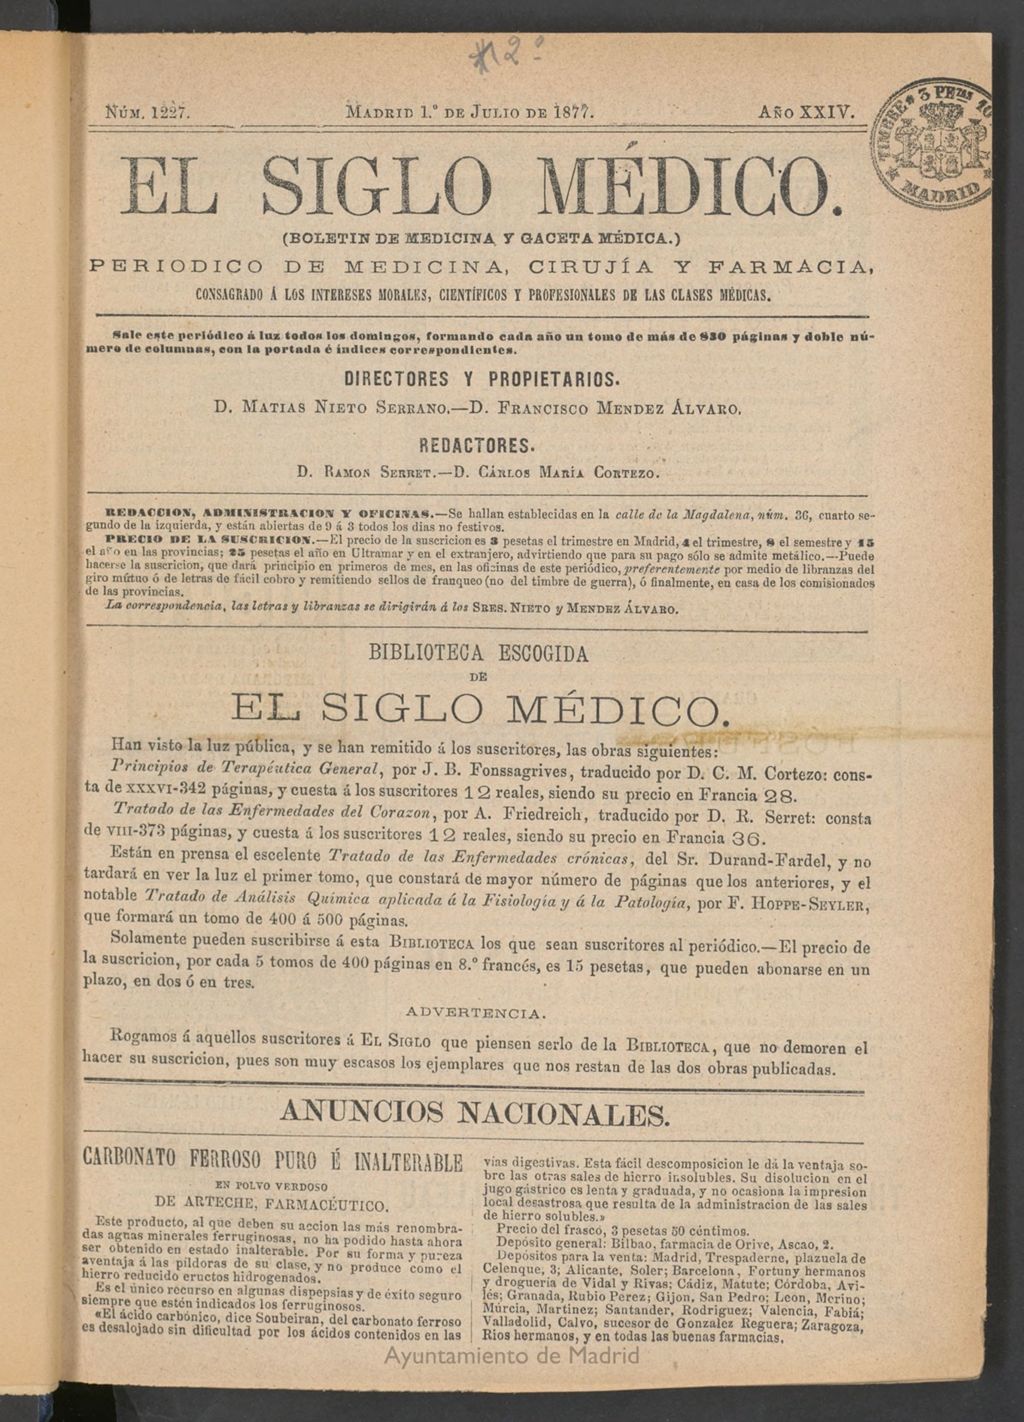 12º
NÚM. 1227. MADRID 1.º DE JULIO DE 1877. AÑO XXIV.
TIMBRE 3 PE.tas 10
MADRID
EL SIGLO MÉDICO.
(BOLETIN DE MEDICINA Y GACETA MÉDICA.)
PERIODICO DE MEDICINA, CIRUJÍA Y FARMACIA,
CONSAGRADO Á LOS INTERESES MORALES, CIENTÍFICOS Y PROFESIONALES DE LAS CLASES MÉDICAS.
Sale este periódico á luz todos los domingos, formando cada año un tomo de más de 830 páginas y doble nú-
mero de columnas, con la portada é índices correspondientes.
DIRECTORES Y PROPIETARIOS.
D. MATIAS NIETO SERRANO.—D. FRANCISCO MENDEZ ÁLVARO.
REDACTORES.
D. RAMON SERRET.—D. CÁRLOS MARÍA CORTEZO.
REDACCION, ADMINISTRACION Y OFICINAS.—Se hallan establecidas en la calle de la Magdalena, núm. 36, cuarto se-
gundo de la izquierda, y están abiertas de 9 á 3 todos los dias no festivos.
PRECIO DE LA SUSCRICION.—El precio de la suscricion es 3 pesetas el trimestre en Madrid, 4 el trimestre, 8 el semestre y 15
el año en las provincias; 25 pesetas el año en Ultramar y en el extranjero, advirtiendo que para su pago sólo se admite metálico.—Puede
hacerse la suscricion, que dará principio en primeros de mes, en las oficinas de este periódico, preferentemente por medio de libranzas del
giro mútuo ó de letras de fácil cobro y remitiendo sellos de franqueo (no del timbre de guerra), ó finalmente, en casa de los comisionados
de las provincias.
La correspondencia, las letras y libranzas se dirigirán á los SRES. NIETO y MENDEZ ÁLVARO.
BIBLIOTECA ESCOGIDA
DE
EL SIGLO MÉDICO.
Han visto la luz pública, y se han remitido á los suscritores, las obras siguientes:
Principios de Terapéutica General, por J. B. Fonssagrives, traducido por D. C. M. Cortezo: cons-
ta de XXXVI-342 páginas, y cuesta á los suscritores 12 reales, siendo su precio en Francia 28.
Tratado de las Enfermedades del Corazon, por A. Friedreich, traducido por D. R. Serret: consta
de VIII-373 páginas, y cuesta á los suscritores 12 reales, siendo su precio en Francia 36.
Están en prensa el escelente Tratado de las Enfermedades crónicas, del Sr. Durand-Fardel, y no
tardará en ver la luz el primer tomo, que constará de mayor número de páginas que los anteriores, y el
notable Tratado de Análisis Química aplicada á la Fisiología y á la Patología, por F. HOPPE-SEYLER,
que formará un tomo de 400 á 500 páginas.
Solamente pueden suscribirse á esta BIBLIOTECA los que sean suscritores al periódico.—El precio de
la suscricion, por cada 5 tomos de 400 páginas en 8.º francés, es 15 pesetas, que pueden abonarse en un
plazo, en dos ó en tres.
ADVERTENCIA.
Rogamos á aquellos suscritores á EL SIGLO que piensen serlo de la BIBLIOTECA, que no demoren el
hacer su suscricion, pues son muy escasos los ejemplares que nos restan de las dos obras publicadas.
ANUNCIOS NACIONALES.
CARBONATO FERROSO PURO É INALTERABLE
EN POLVO VERDOSO
DE ARTECHE, FARMACÉUTICO.
Este producto, al que deben su accion las más renombra-
das aguas minerales ferruginosas, no ha podido hasta ahora
ser obtenido en estado inalterable. Por su forma y pureza
aventaja á las píldoras de su clase, y no produce como el
hierro reducido eructos hidrogenados.
Es el único recurso en algunas dispepsias y de éxito seguro
siempre que estén indicados los ferruginosos.
«El ácido carbónico, dice Soubeiran, del carbonato ferroso
es desalojado sin dificultad por los ácidos contenidos en las
vías digestivas. Esta fácil descomposicion le dá la ventaja so-
bre las otras sales de hierro insolubles. Su disolucion en el
jugo gástrico es lenta y graduada, y no ocasiona la impresion
local desastrosa que resulta de la administracion de las sales
de hierro solubles.»
Precio del frasco, 3 pesetas 50 céntimos.
Depósito general: Bilbao, farmacia de Orive, Ascao, 2.
Depósitos para la venta: Madrid, Trespaderne, plazuela de
Celenque, 3; Alicante, Soler; Barcelona, Fortuny hermanos
y droguería de Vidal y Rivas; Cádiz, Matute; Córdoba, Avi-
lés; Granada, Rubio Perez; Gijon, San Pedro; Leon, Merino;
Múrcia, Martinez; Santander, Rodriguez; Valencia, Fabiá;
Valladolid, Calvo, sucesor de Gonzalez Reguera; Zaragoza,
Rios hermanos, y en todas las buenas farmacias.
Ayuntamiento de Madrid